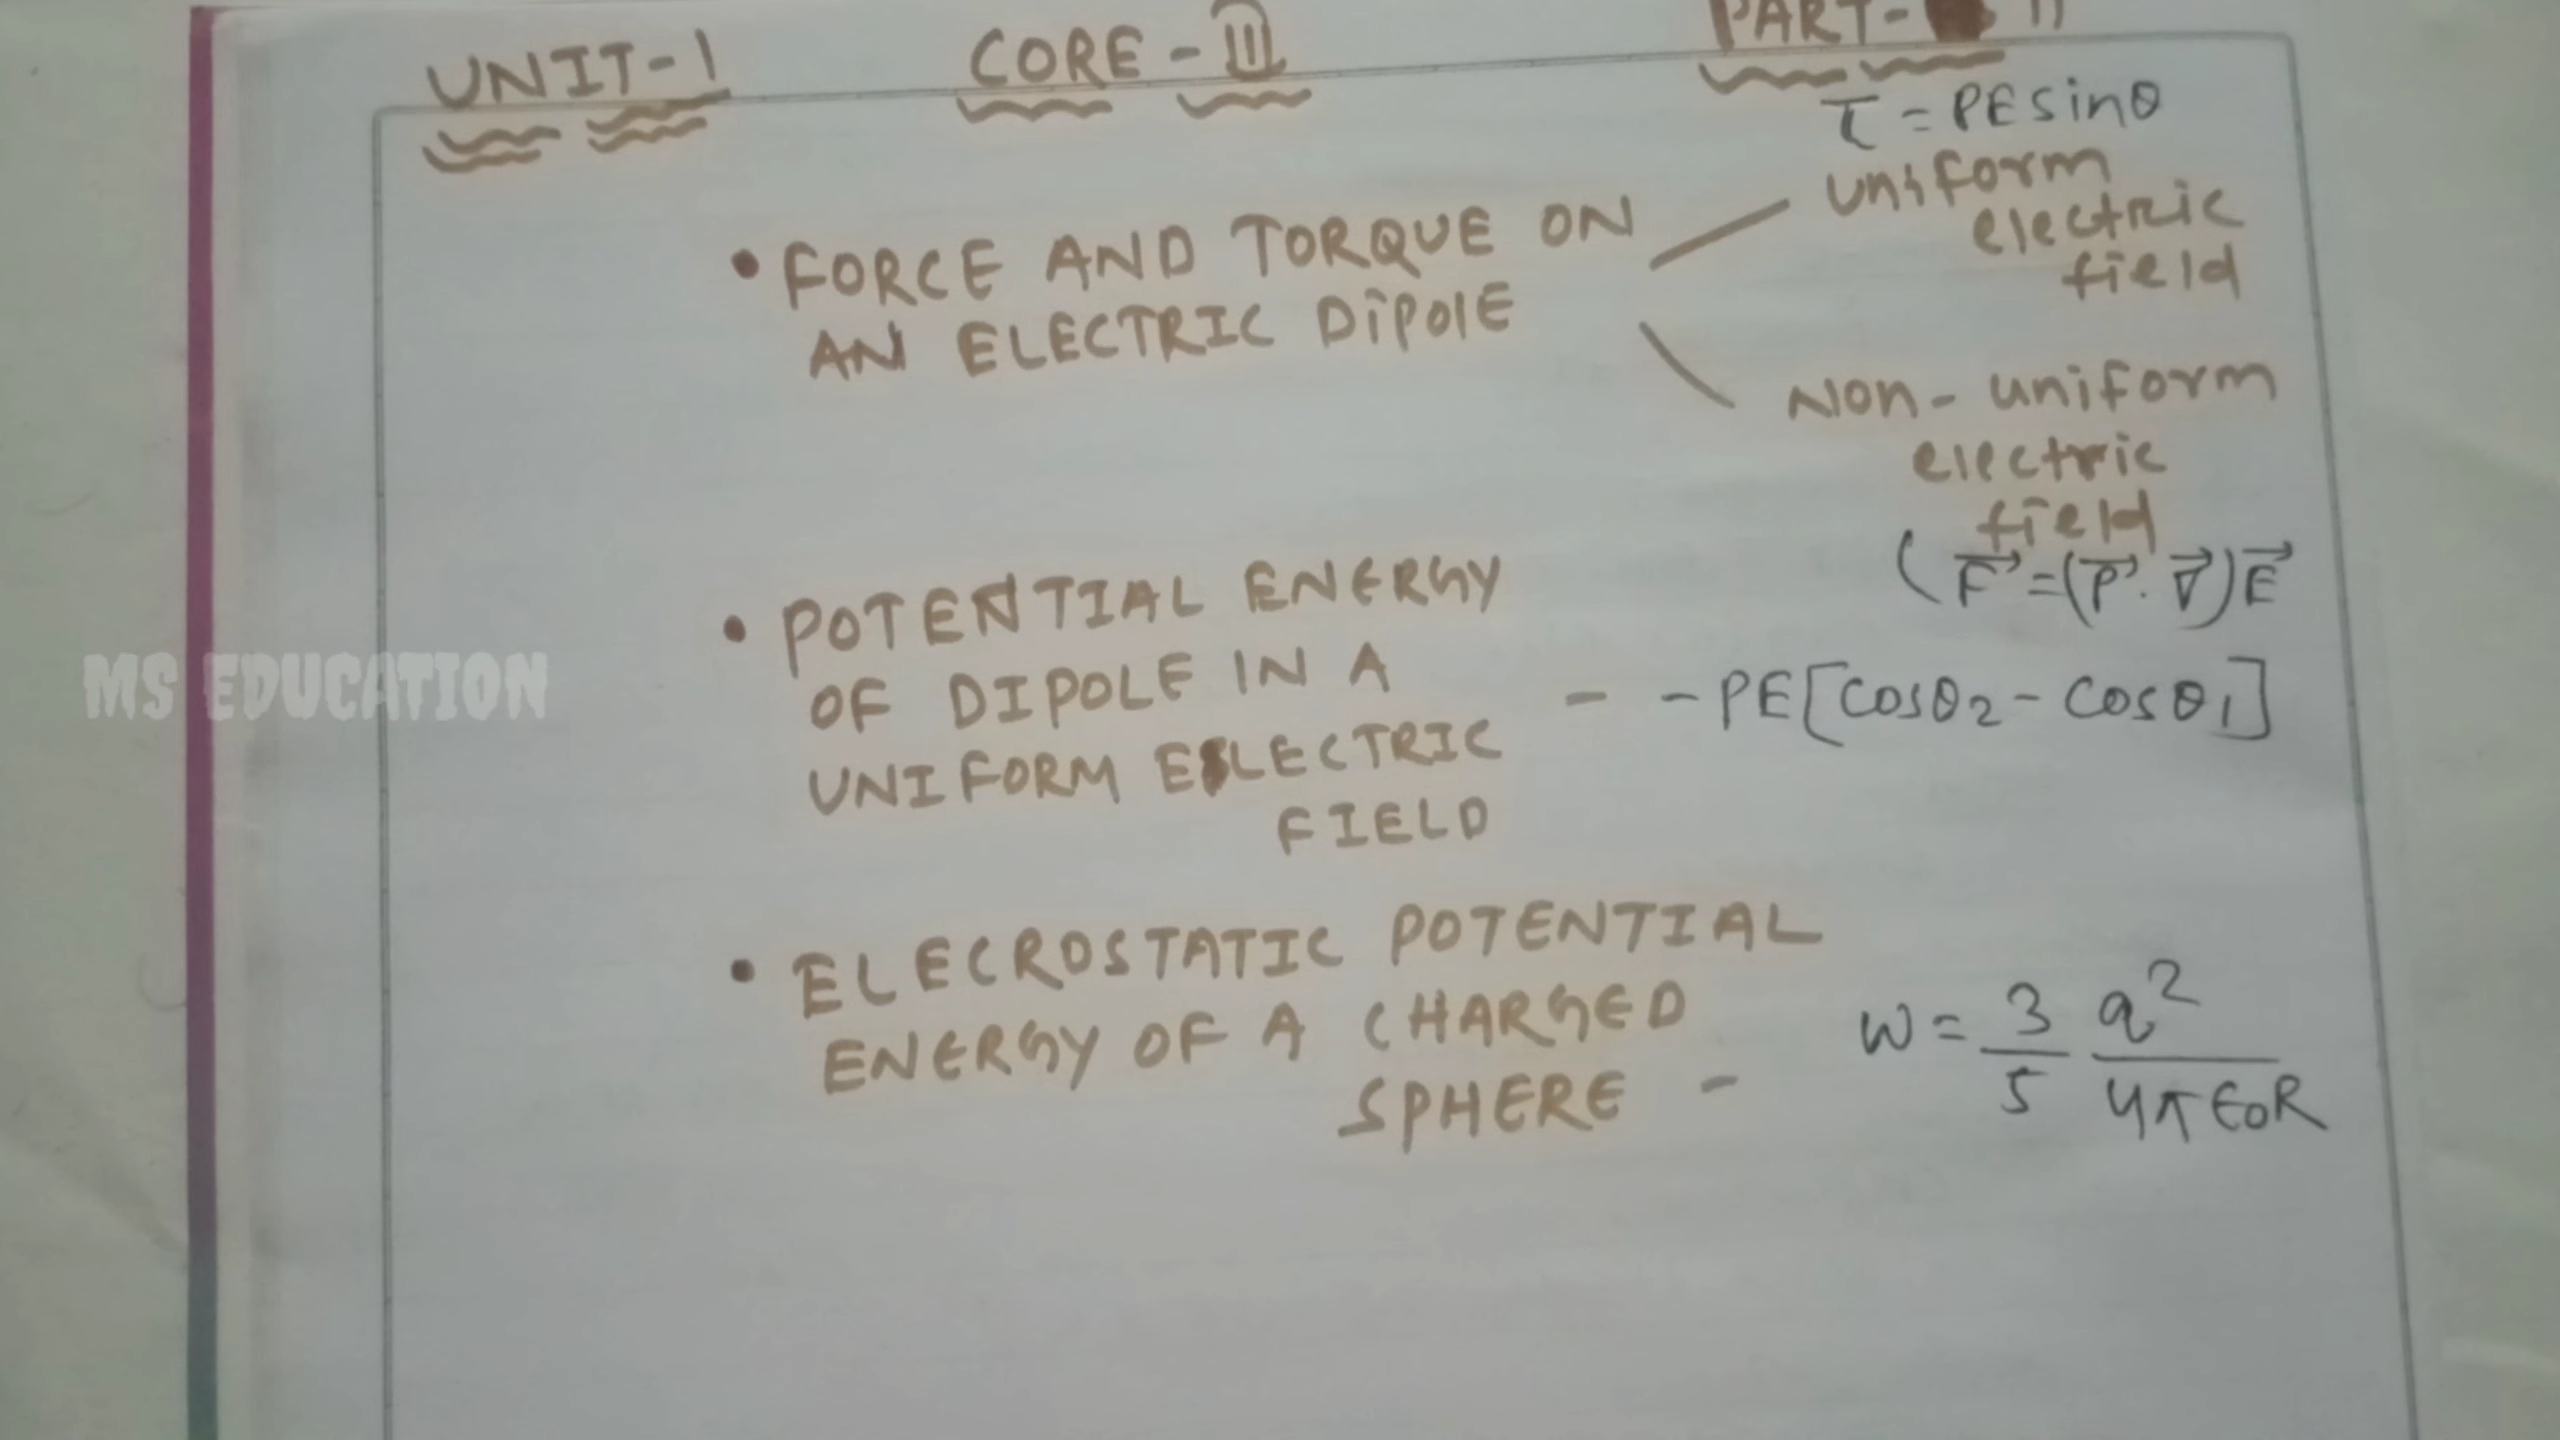 UNIT-1 CORE-III PART-II
τ = PEsinθ
• FORCE AND TORQUE ON
AN ELECTRIC DiPOlE
uniform
electric
field
Non-uniform
electric
field
(F⃗ = (P⃗.∇⃗)E⃗
• POTENTIAL ENERGY
OF DIPOLE IN A
UNIFORM ELECTRIC
FIELD
- -PE[cosθ2 - cosθ1]
• ELECROSTATIC POTENTIAL
ENERGY OF A CHARGED
SPHERE -
W = 3/5 q²/4πε0R
MS EDUCATION